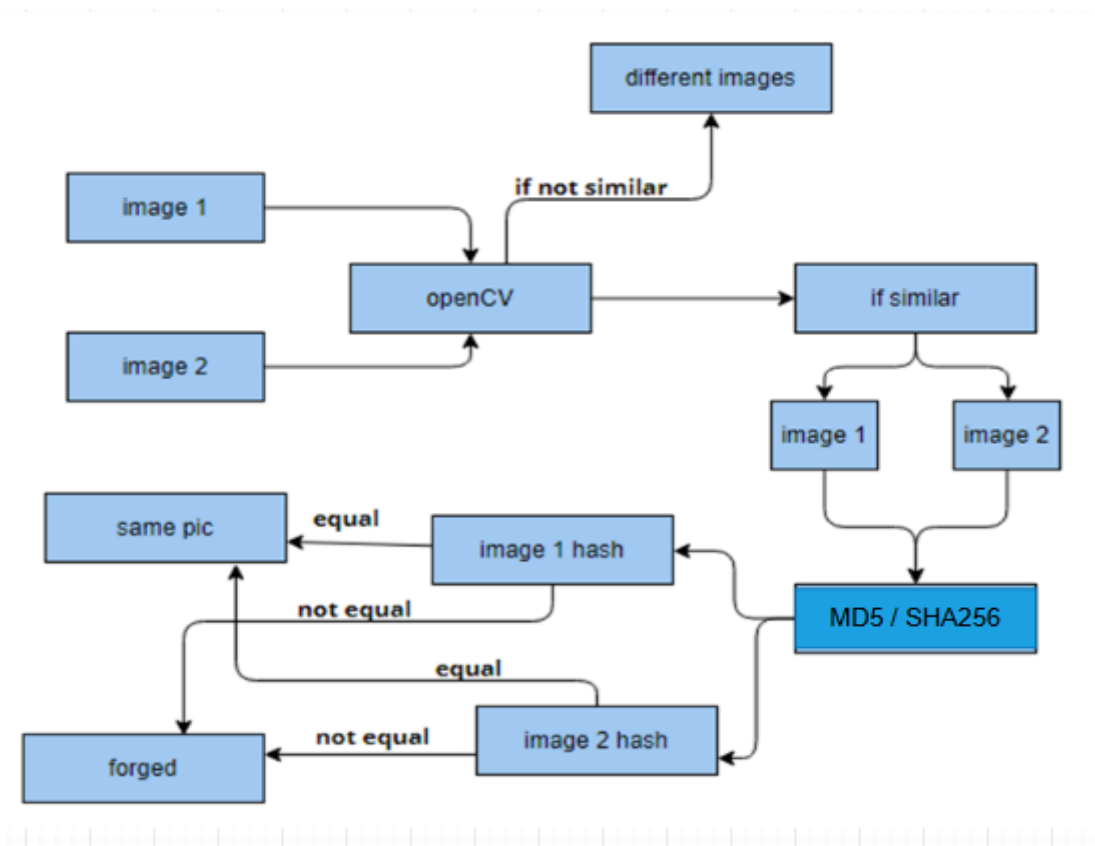 different images
if not similar
image 1
openCV
if similar
image 2
image 1
image 2
same pic
equal
image 1 hash
not equal
MD5 / SHA256
equal
not equal
image 2 hash
forged